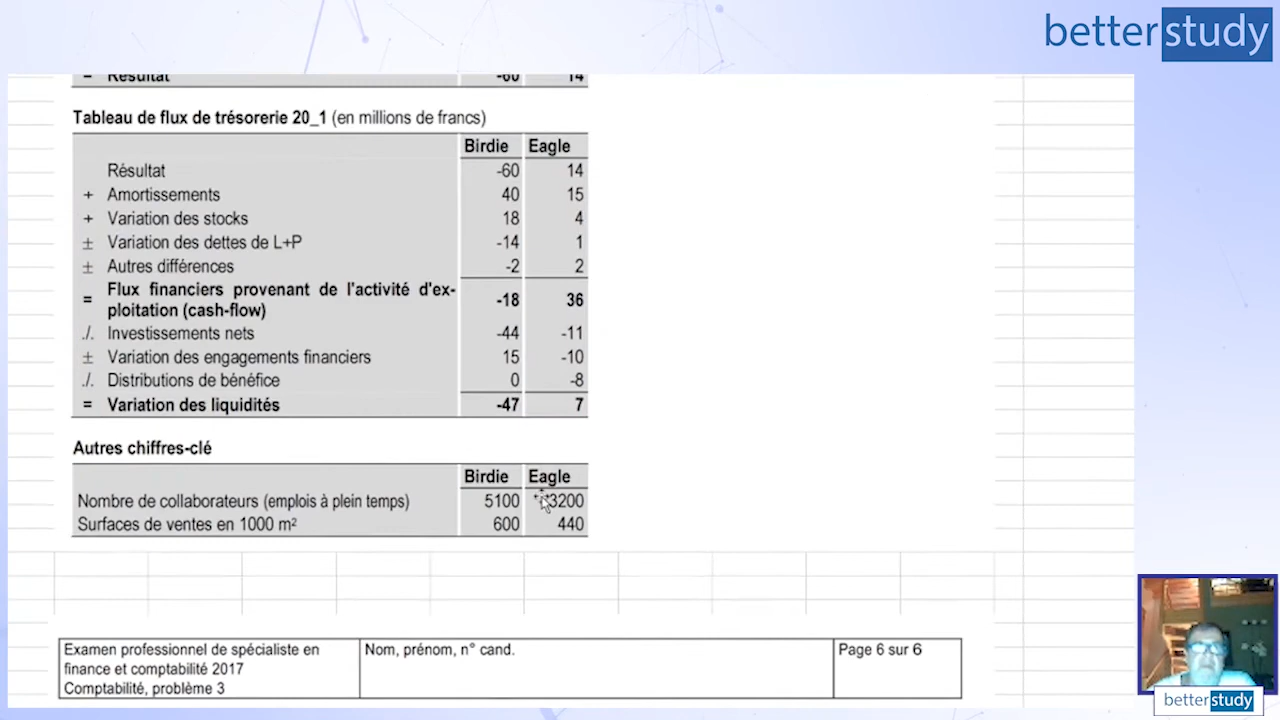 betterstudy
= Résultat -60 14
Tableau de flux de trésorerie 20_1 (en millions de francs)
Birdie Eagle
Résultat -60 14
+ Amortissements 40 15
+ Variation des stocks 18 4
± Variation des dettes de L+P -14 1
± Autres différences -2 2
Flux financiers provenant de l'activité d'ex-
= ploitation (cash-flow) -18 36
./. Investissements nets -44 -11
± Variation des engagements financiers 15 -10
./. Distributions de bénéfice 0 -8
= Variation des liquidités -47 7
Autres chiffres-clé
Birdie Eagle
Nombre de collaborateurs (emplois à plein temps) 5100 3200
Surfaces de ventes en 1000 m² 600 440
Examen professionnel de spécialiste en
finance et comptabilité 2017
Comptabilité, problème 3
Nom, prénom, n° cand.
Page 6 sur 6
betterstudy